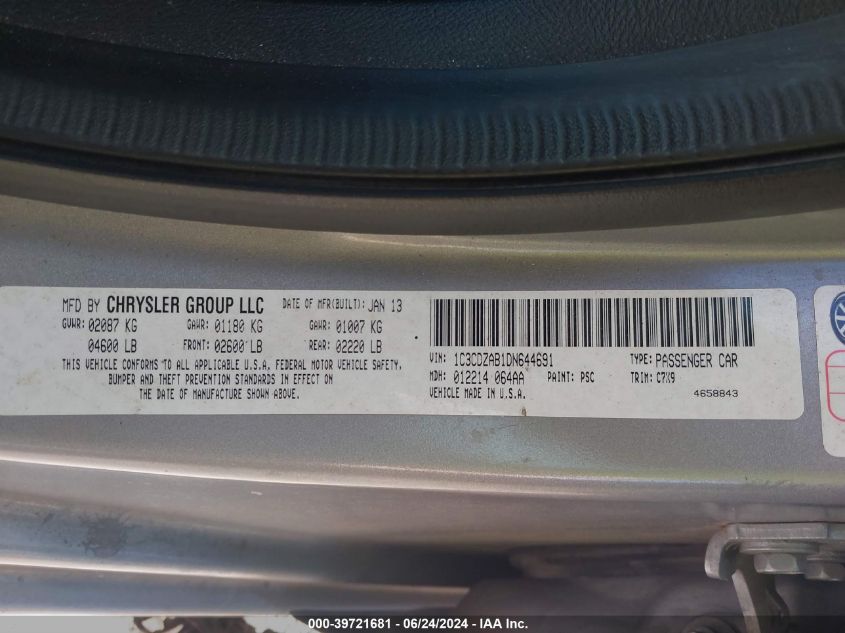 MFD BY CHRYSLER GROUP LLC DATE OF MFR(BUILT): JAN 13
GVWR: 02087 KG GAWR: 01180 KG GAWR: 01007 KG
04600 LB FRONT: 02600 LB REAR: 02220 LB
THIS VEHICLE CONFORMS TO ALL APPLICABLE U.S.A. FEDERAL MOTOR VEHICLE SAFETY,
BUMPER AND THEFT PREVENTION STANDARDS IN EFFECT ON
THE DATE OF MANUFACTURE SHOWN ABOVE.
VIN: 1C3CDZAB1DN644691 TYPE: PASSENGER CAR
MDH: 012214 064AA PAINT: PSC TRIM: C7X9
VEHICLE MADE IN U.S.A. 4658843
000-39721681 - 06/24/2024 - IAA Inc.